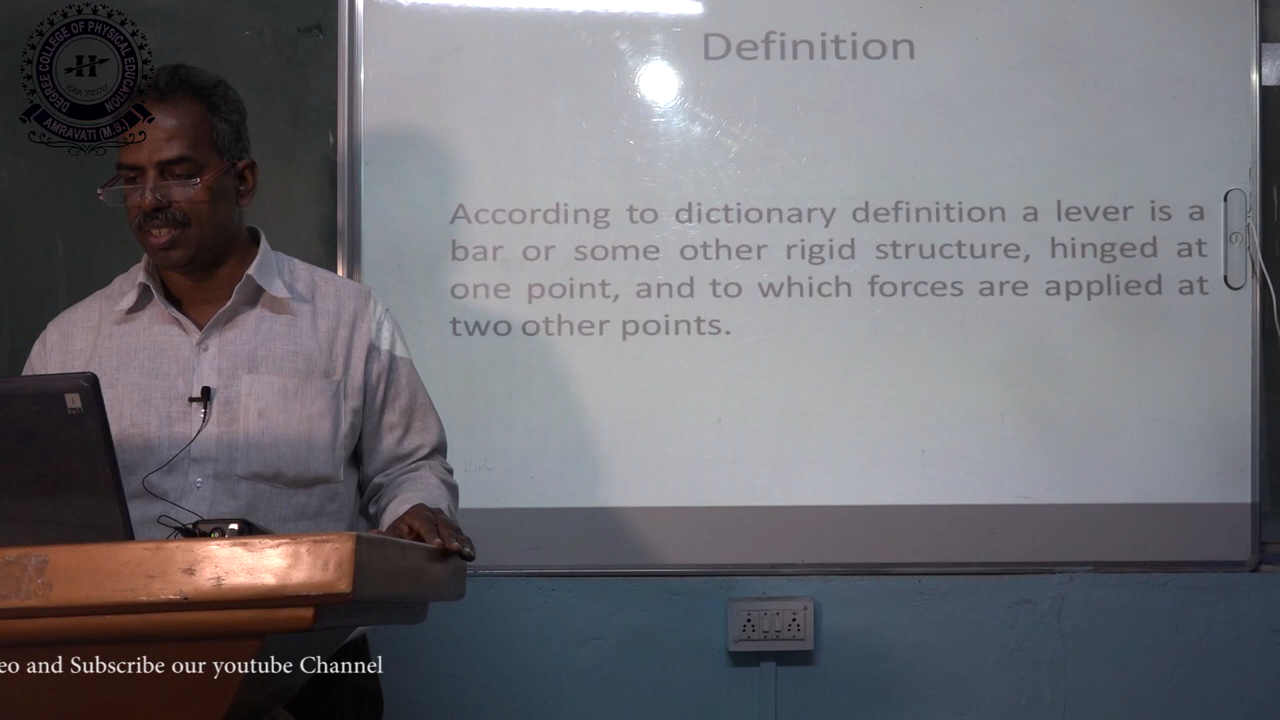 DEGREE COLLEGE OF PHYSICAL EDUCATION
AMRAVATI (M.S.)
Definition
According to dictionary definition a lever is a
bar or some other rigid structure, hinged at
one point, and to which forces are applied at
two other points.
eo and Subscribe our youtube Channel